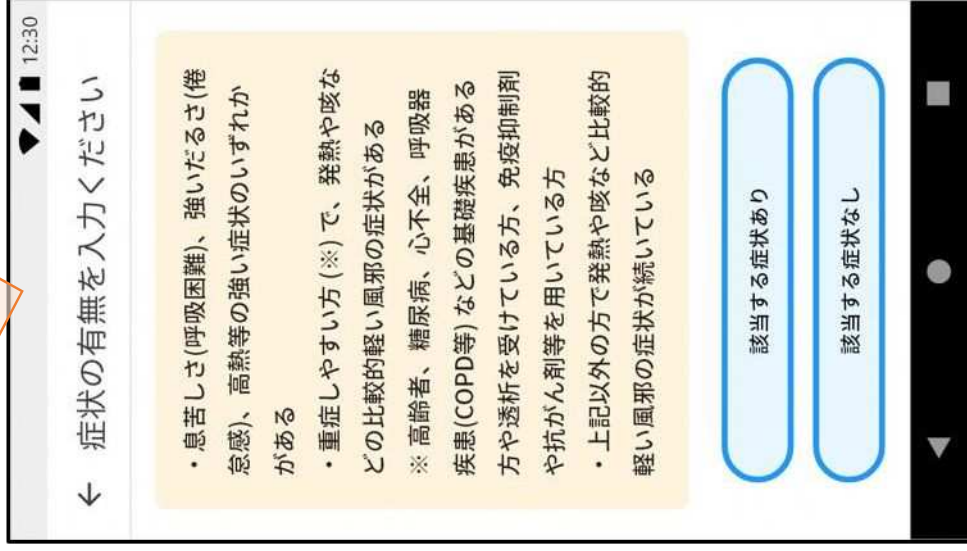 12:30
← 症状の有無を入力ください
・息苦しさ(呼吸困難)、強いだるさ(倦
怠感)、高熱等の強い症状のいずれか
がある
・重症しやすい方(※)で、発熱や咳な
どの比較的軽い風邪の症状がある
※ 高齢者、糖尿病、心不全、呼吸器
疾患(COPD等)などの基礎疾患がある
方や透析を受けている方、免疫抑制剤
や抗がん剤等を用いている方
・上記以外の方で発熱や咳など比較的
軽い風邪の症状が続いている
該当する症状あり
該当する症状なし